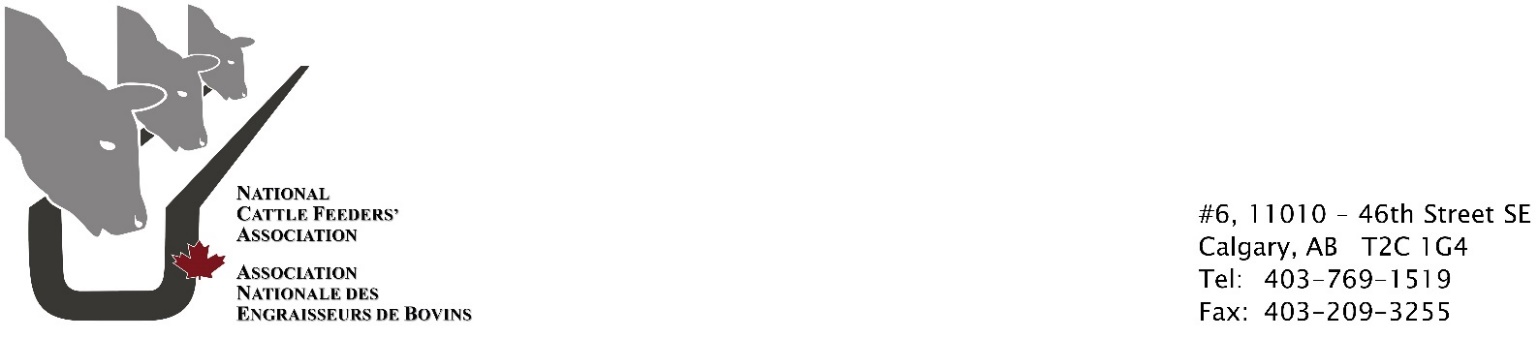 NATIONAL
CATTLE FEEDERS'
ASSOCIATION
ASSOCIATION
NATIONALE DES
ENGRAISSEURS DE BOVINS
#6, 11010 – 46th Street SE
Calgary, AB   T2C 1G4
Tel:  403-769-1519
Fax:  403-209-3255